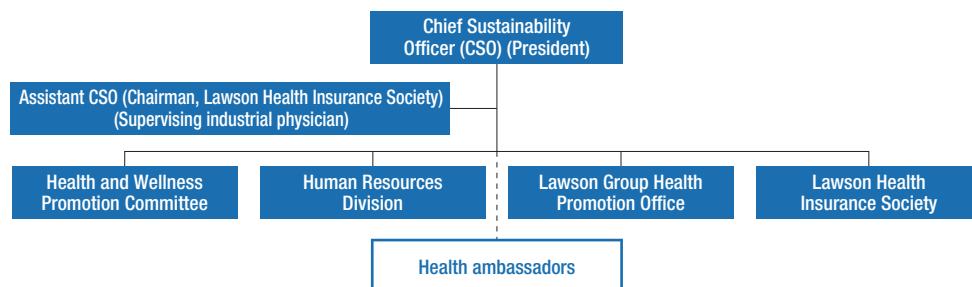 Chief Sustainability
Officer (CSO) (President)
Assistant CSO (Chairman, Lawson Health Insurance Society)
(Supervising industrial physician)
Health and Wellness
Promotion Committee
Human Resources
Division
Lawson Group Health
Promotion Office
Lawson Health
Insurance Society
Health ambassadors